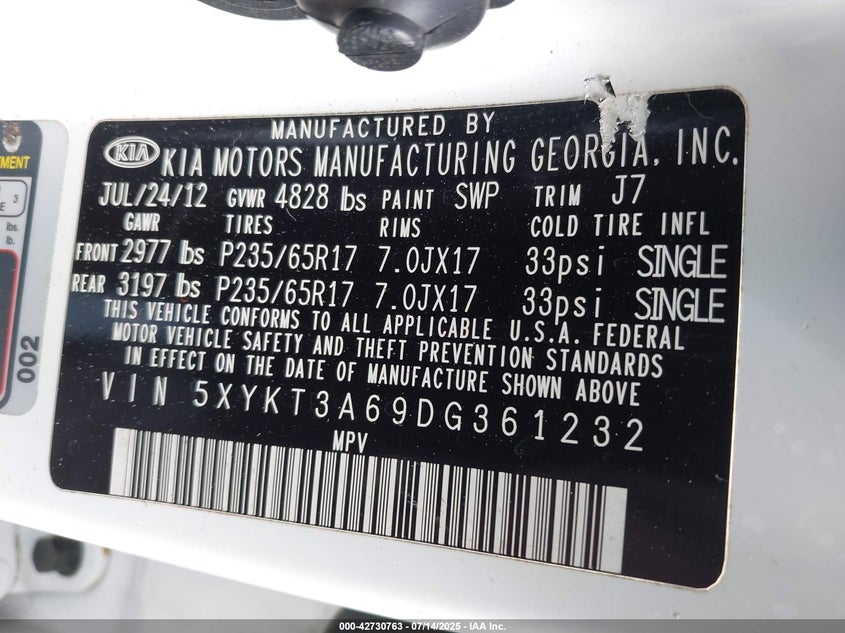 MANUFACTURED BY
KIA KIA MOTORS MANUFACTURING GEORGIA, INC.
JUL/24/12 GVWR 4828 lbs PAINT SWP TRIM J7
GAWR TIRES RIMS COLD TIRE INFL
FRONT 2977 lbs P235/65R17 7.0JX17 33psi SINGLE
REAR 3197 lbs P235/65R17 7.0JX17 33psi SINGLE
THIS VEHICLE CONFORMS TO ALL APPLICABLE U.S.A. FEDERAL
MOTOR VEHICLE SAFETY AND THEFT PREVENTION STANDARDS
IN EFFECT ON THE DATE OF MANUFACTURE SHOWN ABOVE
VIN 5XYKT3A69DG361232
MPV
3
lbs.
lb.
002
000-42730763 - 07/14/2025 - IAA Inc.